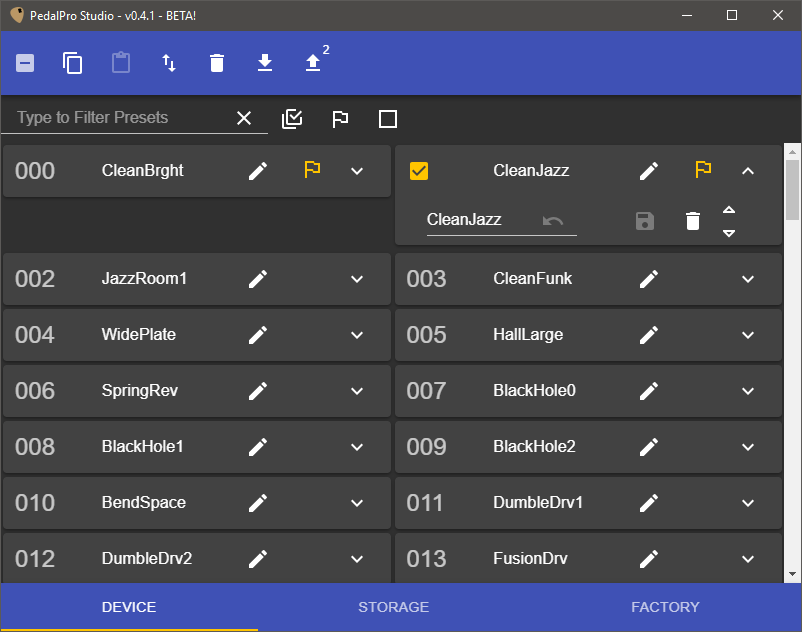 PedalPro Studio - v0.4.1 - BETA!
2
Type to Filter Presets
000 CleanBrght
CleanJazz
CleanJazz
002 JazzRoom1
003 CleanFunk
004 WidePlate
005 HallLarge
006 SpringRev
007 BlackHole0
008 BlackHole1
009 BlackHole2
010 BendSpace
011 DumbleDrv1
012 DumbleDrv2
013 FusionDrv
DEVICE STORAGE FACTORY